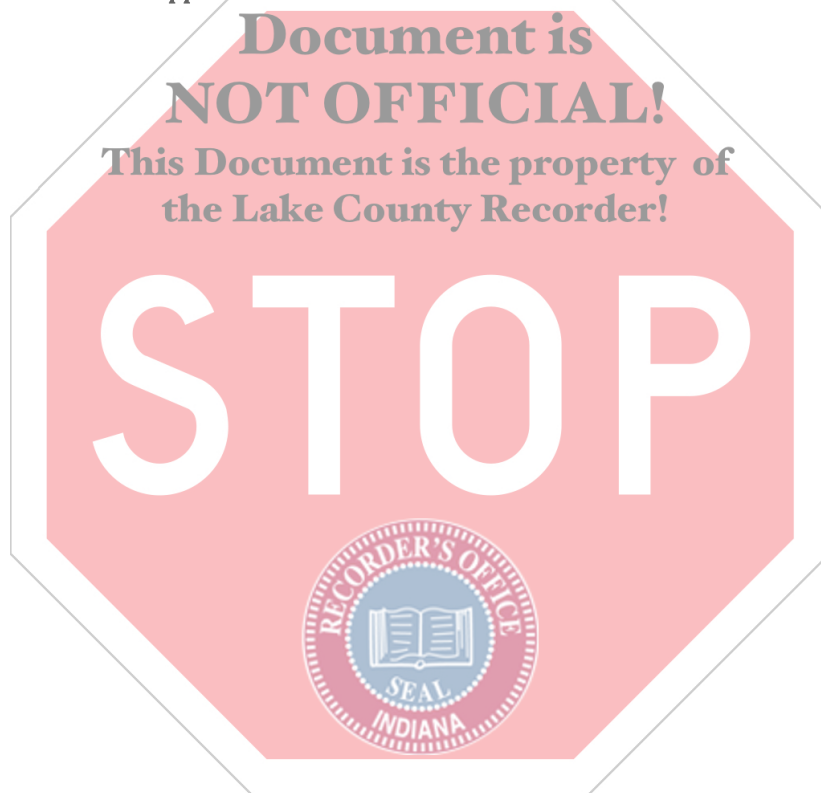 Document is
NOT OFFICIAL!
This Document is the property of
the Lake County Recorder!
STOP
RECORDER'S OFFICE
SEAL
INDIANA